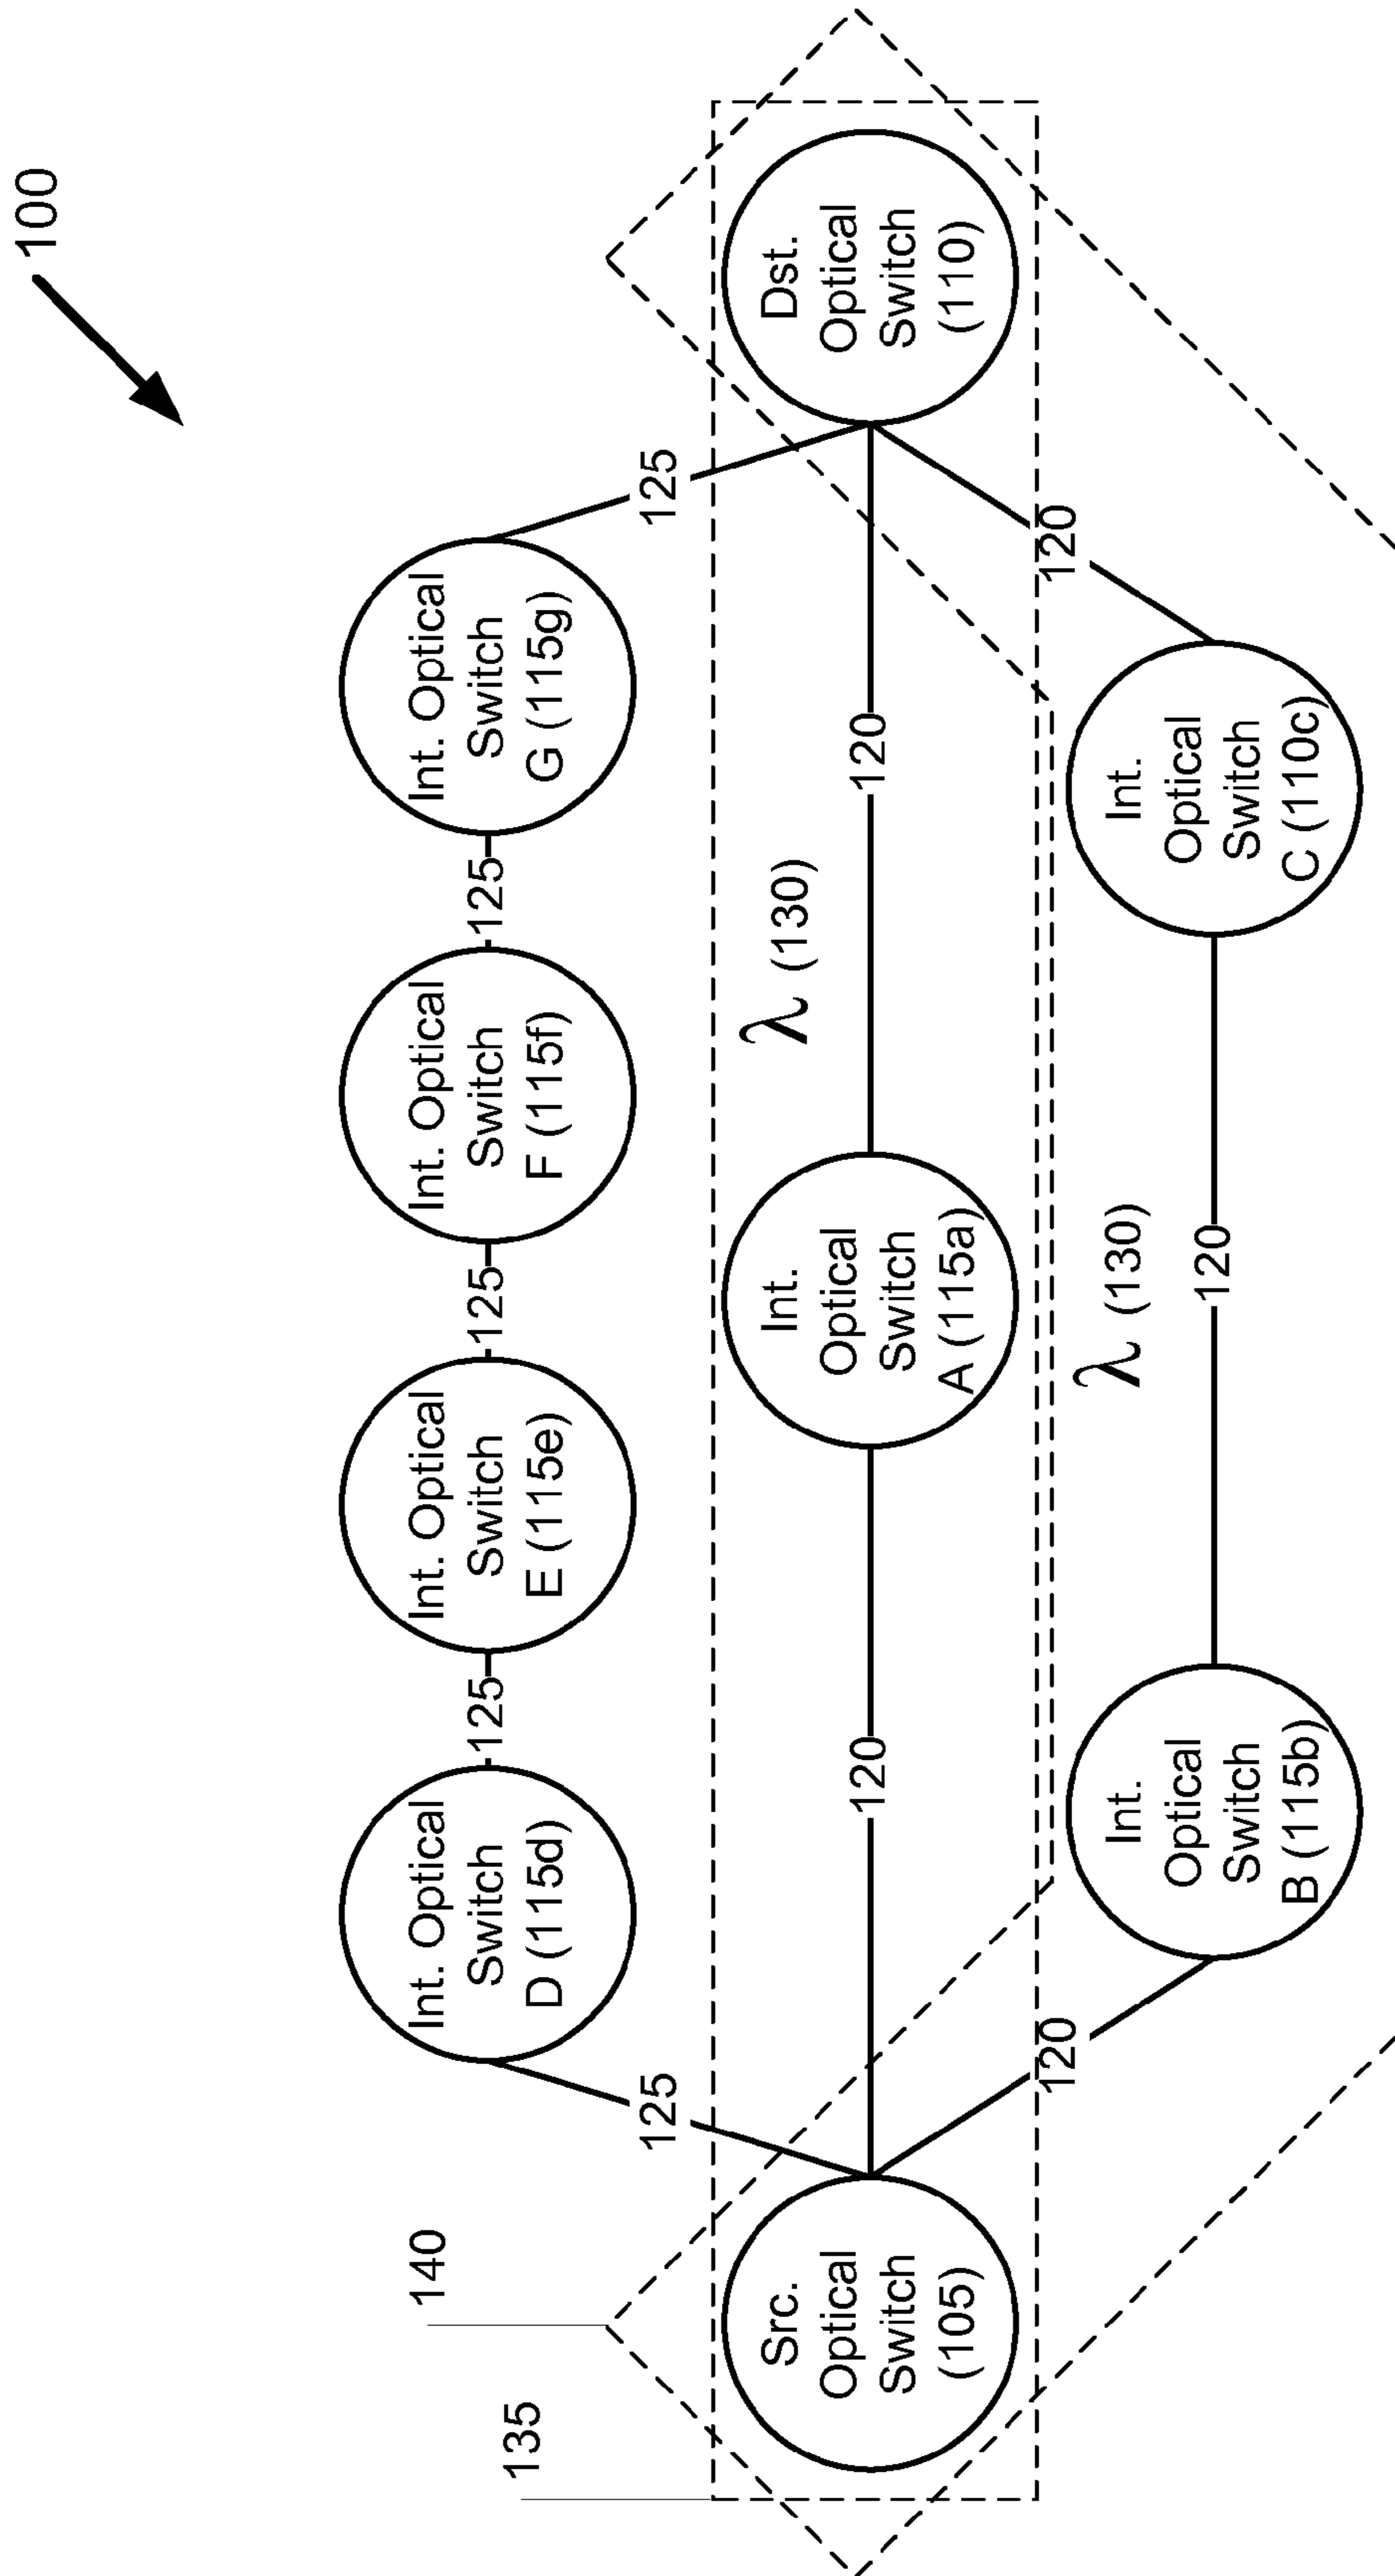 100
140
135
Int. Optical
Switch
D (115d)
125
Int. Optical
Switch
E (115e)
125
Int. Optical
Switch
F (115f)
125
Int. Optical
Switch
G (115g)
125
125
Src.
Optical
Switch
(105)
120
Int.
Optical
Switch
A (115a)
λ (130)
120
Dst.
Optical
Switch
(110)
120
Int.
Optical
Switch
B (115b)
λ (130)
120
Int.
Optical
Switch
C (110c)
120